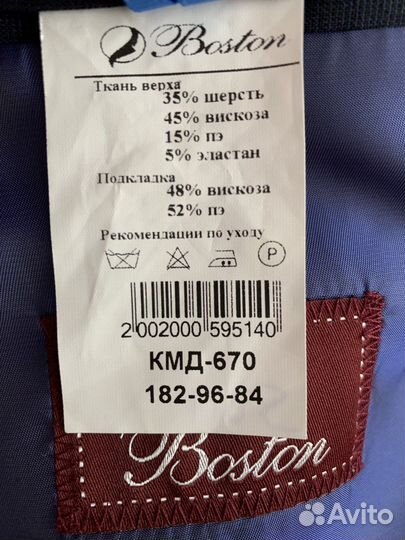 Boston
Ткань верха
35% шерсть
45% вискоза
15% пэ
5% эластан
Подкладка
48% вискоза
52% пэ
Рекомендации по уходу
P
2 002000 595140
КМД-670
182-96-84
Boston
Avito